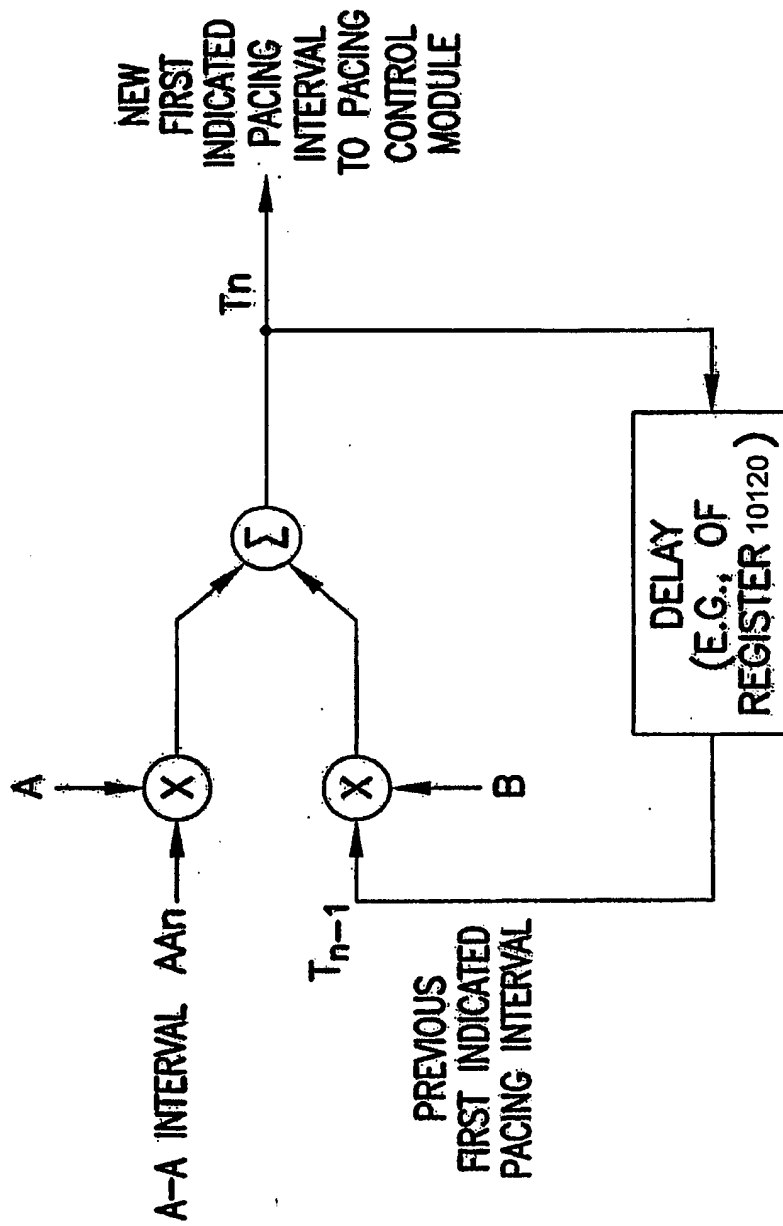 A
A-A INTERVAL AAn
X
Σ
Tn
NEW
FIRST
INDICATED
PACING
INTERVAL
TO PACING
CONTROL
MODULE
Tn-1
X
B
PREVIOUS
FIRST INDICATED
PACING INTERVAL
DELAY
(E.G., OF
REGISTER 10120)